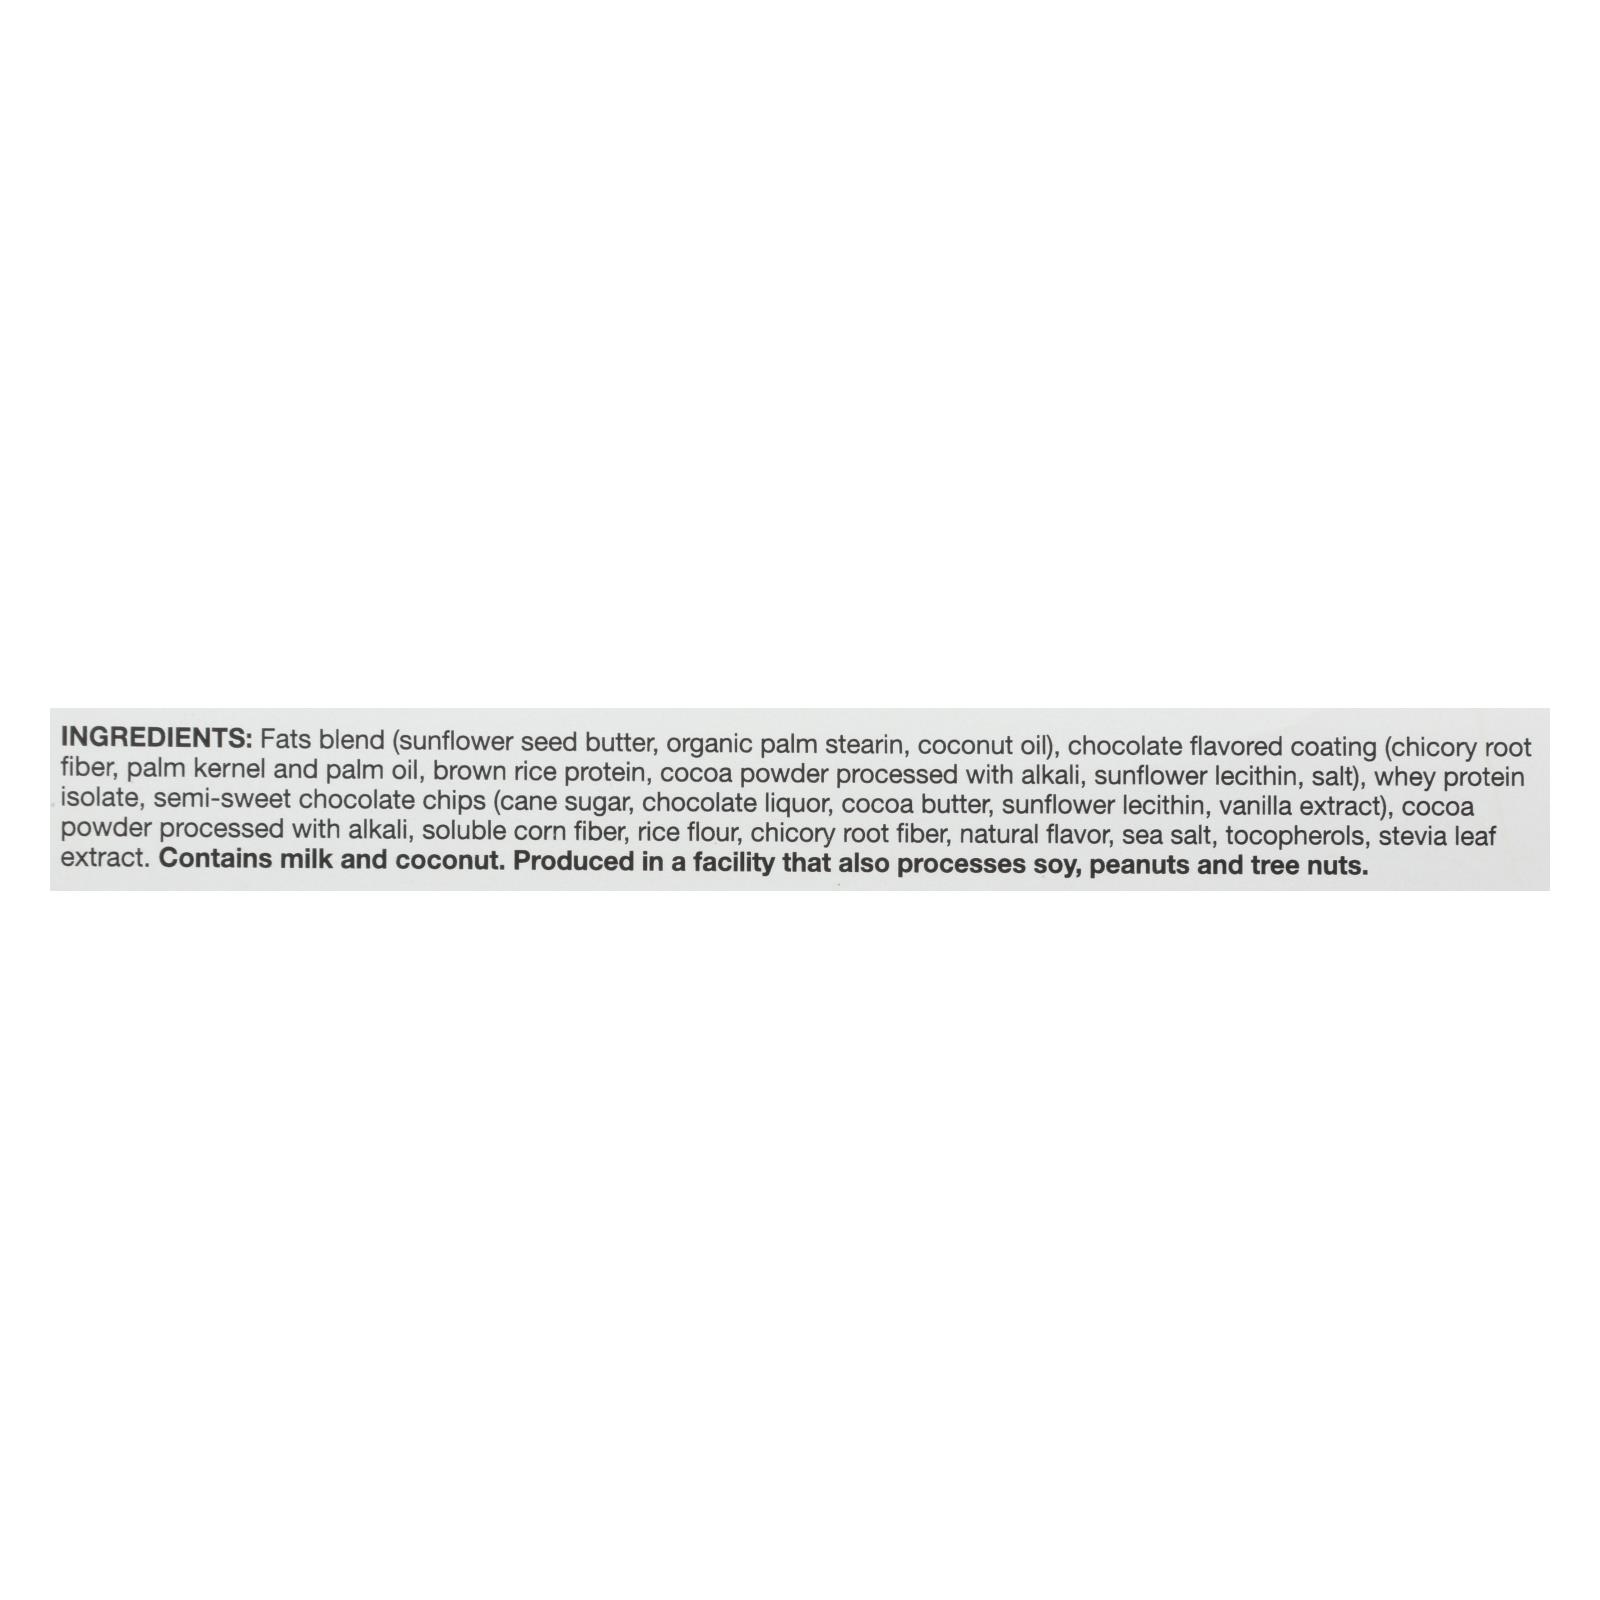 INGREDIENTS: Fats blend (sunflower seed butter, organic palm stearin, coconut oil), chocolate flavored coating (chicory root
fiber, palm kernel and palm oil, brown rice protein, cocoa powder processed with alkali, sunflower lecithin, salt), whey protein
isolate, semi-sweet chocolate chips (cane sugar, chocolate liquor, cocoa butter, sunflower lecithin, vanilla extract), cocoa
powder processed with alkali, soluble corn fiber, rice flour, chicory root fiber, natural flavor, sea salt, tocopherols, stevia leaf
extract. Contains milk and coconut. Produced in a facility that also processes soy, peanuts and tree nuts.